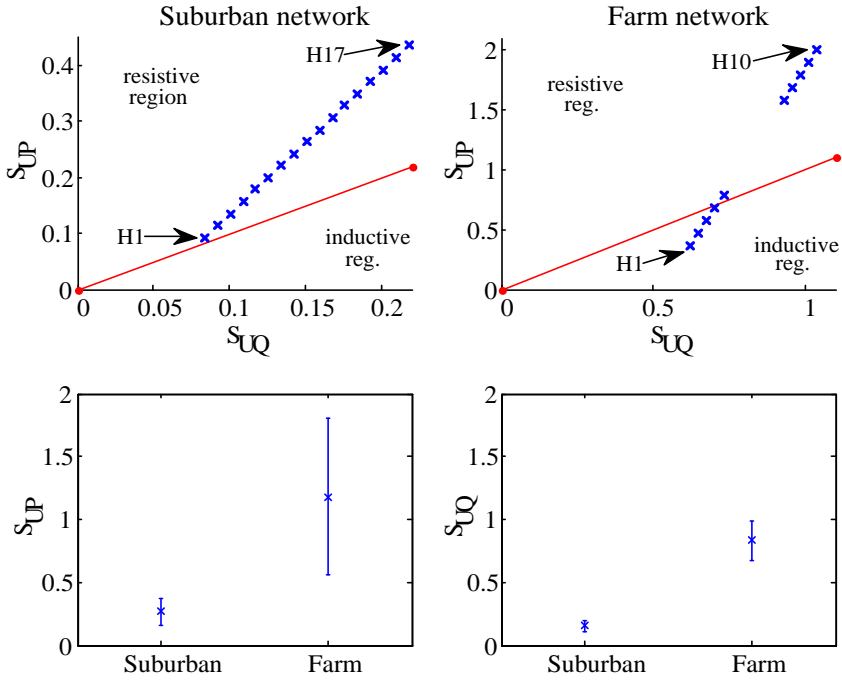 Suburban network
0.4
0.3
0.2
0.1
0
S_UP
resistive
region
H17
H1
inductive
reg.
0
0.05
0.1
0.15
0.2
S_UQ
Farm network
2
1.5
1
0.5
0
S_UP
resistive
reg.
H10
H1
inductive
reg.
0
0.5
1
S_UQ
2
1.5
1
0.5
0
S_UP
Suburban
Farm
2
1.5
1
0.5
0
S_UQ
Suburban
Farm